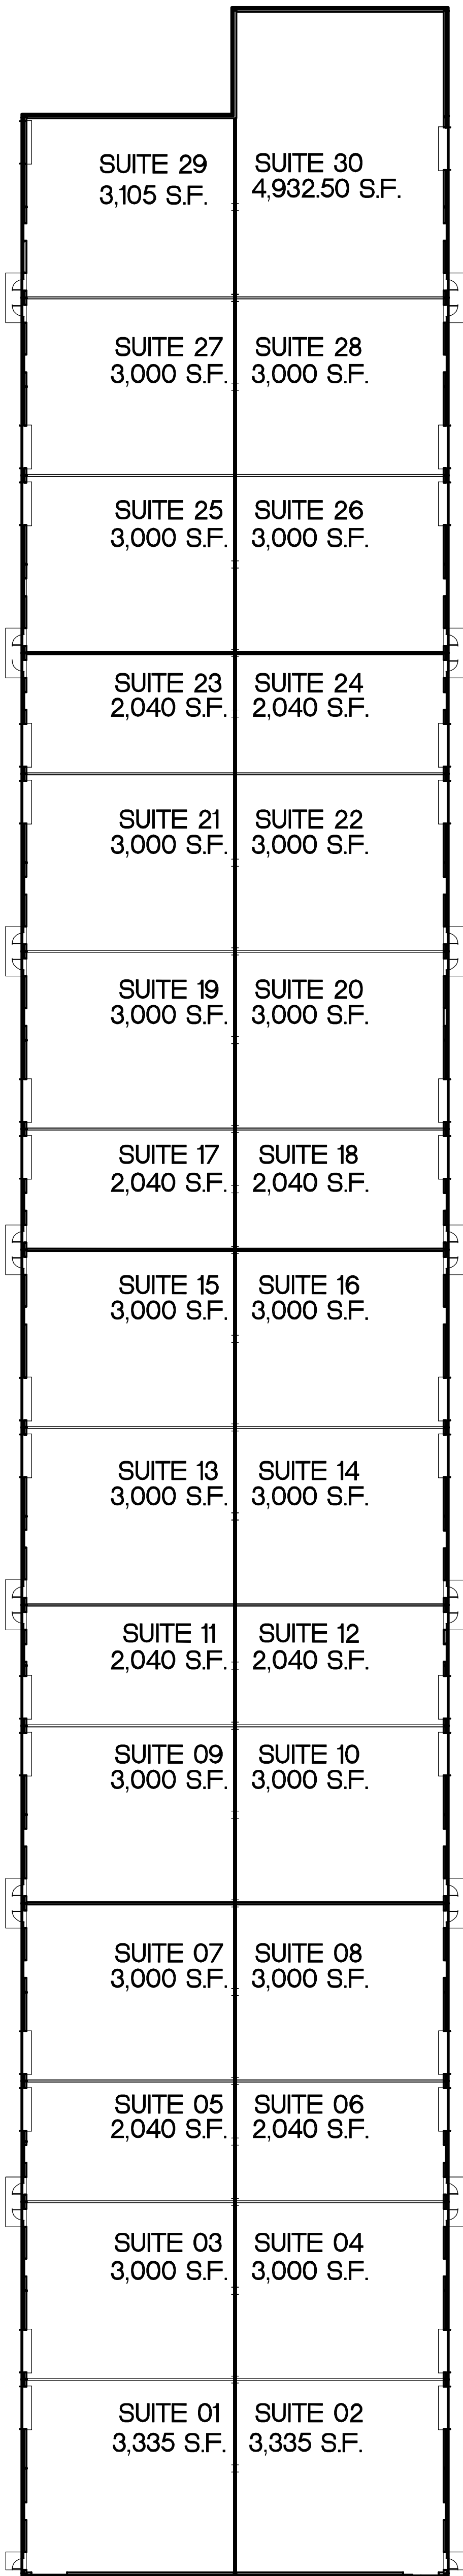 SUITE 29
3,105 S.F.
SUITE 30
4,932.50 S.F.
SUITE 27
3,000 S.F.
SUITE 28
3,000 S.F.
SUITE 25
3,000 S.F.
SUITE 26
3,000 S.F.
SUITE 23
2,040 S.F.
SUITE 24
2,040 S.F.
SUITE 21
3,000 S.F.
SUITE 22
3,000 S.F.
SUITE 19
3,000 S.F.
SUITE 20
3,000 S.F.
SUITE 17
2,040 S.F.
SUITE 18
2,040 S.F.
SUITE 15
3,000 S.F.
SUITE 16
3,000 S.F.
SUITE 13
3,000 S.F.
SUITE 14
3,000 S.F.
SUITE 11
2,040 S.F.
SUITE 12
2,040 S.F.
SUITE 09
3,000 S.F.
SUITE 10
3,000 S.F.
SUITE 07
3,000 S.F.
SUITE 08
3,000 S.F.
SUITE 05
2,040 S.F.
SUITE 06
2,040 S.F.
SUITE 03
3,000 S.F.
SUITE 04
3,000 S.F.
SUITE 01
3,335 S.F.
SUITE 02
3,335 S.F.